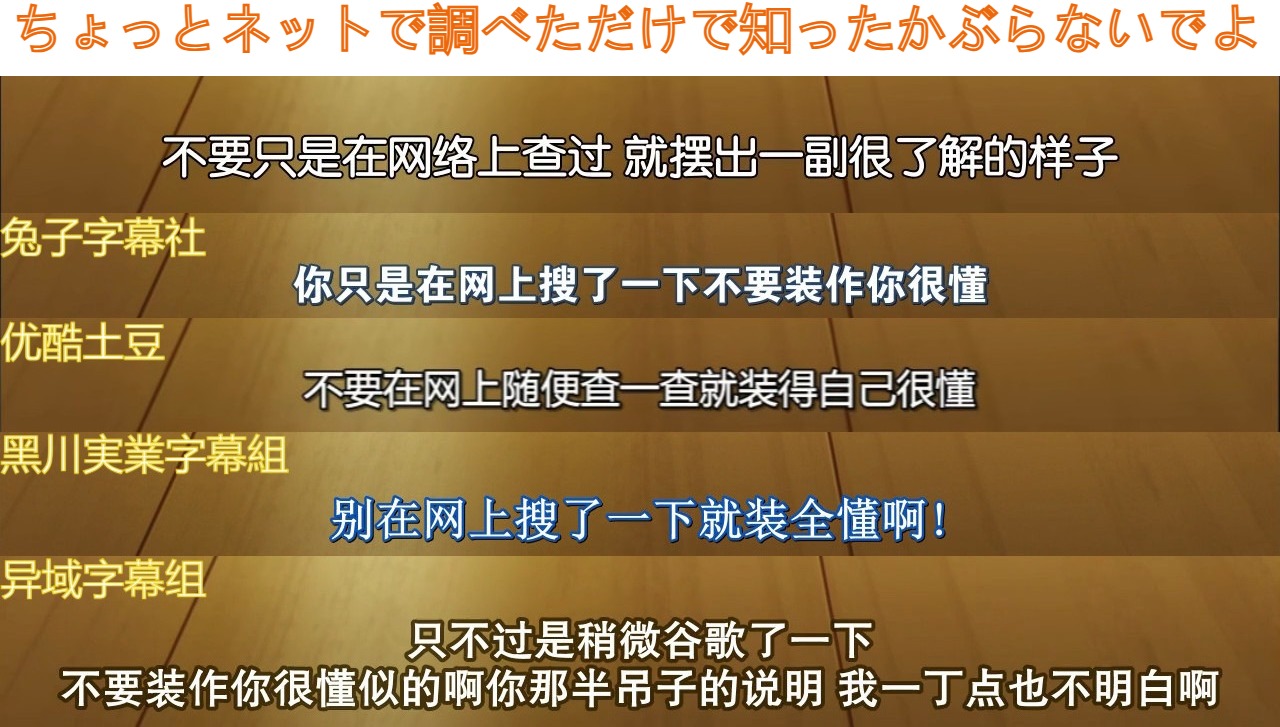 ちょっとネットで調べただけで知ったかぶらないでよ
不要只是在网络上查过 就摆出一副很了解的样子
兔子字幕社
你只是在网上搜了一下不要装作你很懂
优酷土豆
不要在网上随便查一查就装得自己很懂
黑川実業字幕組
别在网上搜了一下就装全懂啊！
异域字幕组
只不过是稍微谷歌了一下
不要装作你很懂似的啊你那半吊子的说明 我一丁点也不明白啊